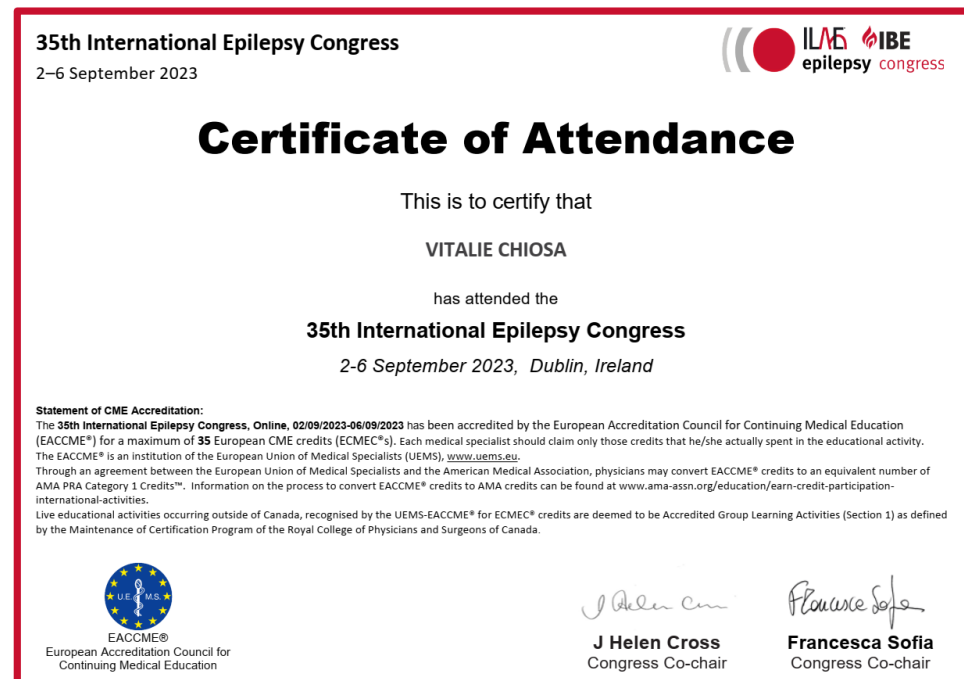 35th International Epilepsy Congress
2–6 September 2023
ILAE IBE
epilepsy congress
Certificate of Attendance
This is to certify that
VITALIE CHIOSA
has attended the
35th International Epilepsy Congress
2-6 September 2023, Dublin, Ireland
Statement of CME Accreditation:
The 35th International Epilepsy Congress, Online, 02/09/2023-06/09/2023 has been accredited by the European Accreditation Council for Continuing Medical Education
(EACCME®) for a maximum of 35 European CME credits (ECMEC®s). Each medical specialist should claim only those credits that he/she actually spent in the educational activity.
The EACCME® is an institution of the European Union of Medical Specialists (UEMS), www.uems.eu.
Through an agreement between the European Union of Medical Specialists and the American Medical Association, physicians may convert EACCME® credits to an equivalent number of
AMA PRA Category 1 Credits™. Information on the process to convert EACCME® credits to AMA credits can be found at www.ama-assn.org/education/earn-credit-participation-
international-activities.
Live educational activities occurring outside of Canada, recognised by the UEMS-EACCME® for ECMEC® credits are deemed to be Accredited Group Learning Activities (Section 1) as defined
by the Maintenance of Certification Program of the Royal College of Physicians and Surgeons of Canada.
U.E. M.S.
EACCME®
European Accreditation Council for
Continuing Medical Education
J Helen Cross
Congress Co-chair
Francesca Sofia
Congress Co-chair